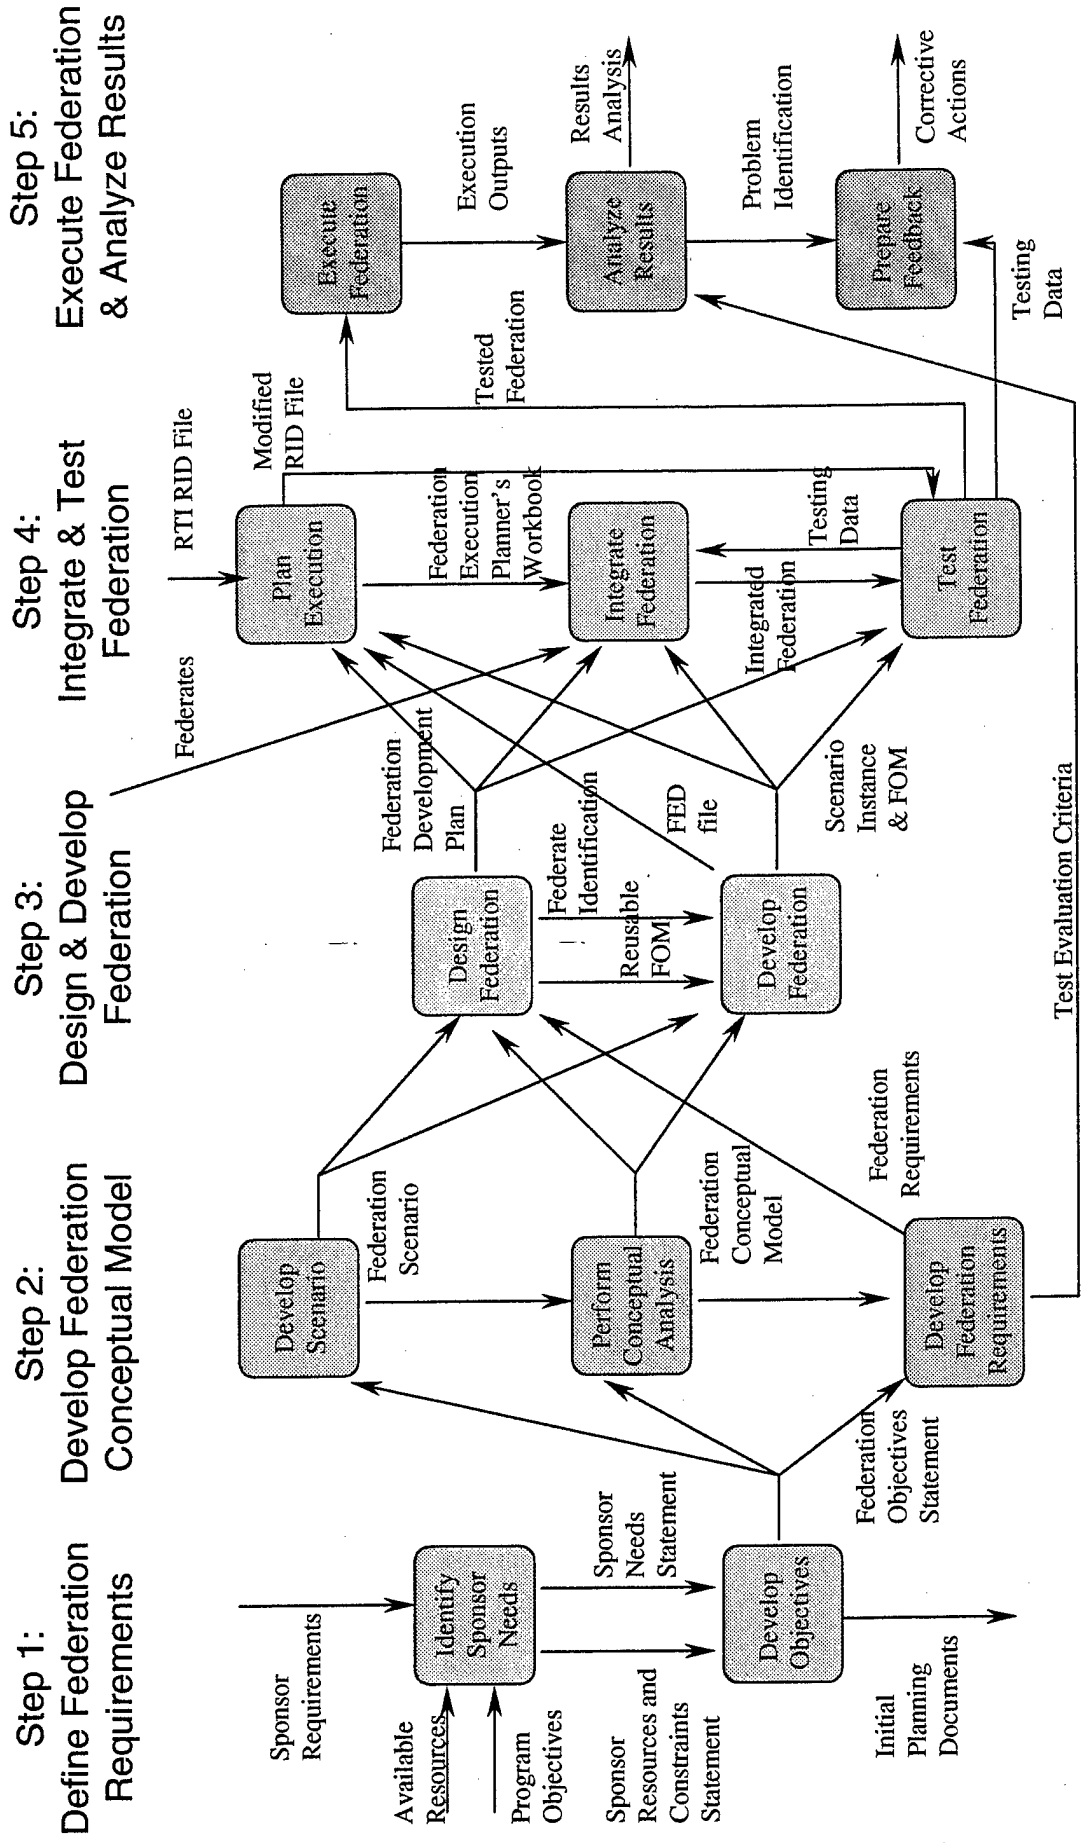 Step 1:
Define Federation
Requirements
Step 2:
Develop Federation
Conceptual Model
Step 3:
Design & Develop
Federation
Step 4:
Integrate & Test
Federation
Step 5:
Execute Federation
& Analyze Results
Sponsor
Requirements
Available
Resources
Program
Objectives
Identify
Sponsor
Needs
Sponsor
Needs
Statement
Sponsor
Resources and
Constraints
Statement
Develop
Objectives
Initial
Planning
Documents
Federation
Objectives
Statement
Develop
Scenario
Federation
Scenario
Perform
Conceptual
Analysis
Federation
Conceptual
Model
Develop
Federation
Requirements
Federation
Requirements
Test Evaluation Criteria
Design
Federation
Federate
Identification
Reusable
FOM
Develop
Federation
Federates
Federation
Development
Plan
FED
file
Scenario
Instance
& FOM
RTI RID File
Plan
Execution
Modified
RID File
Federation
Execution
Planner's
Workbook
Integrate
Federation
Integrated
Federation
Testing
Data
Test
Federation
Tested
Federation
Testing
Data
Execute
Federation
Execution
Outputs
Analyze
Results
Results
Analysis
Problem
Identification
Prepare
Feedback
Corrective
Actions